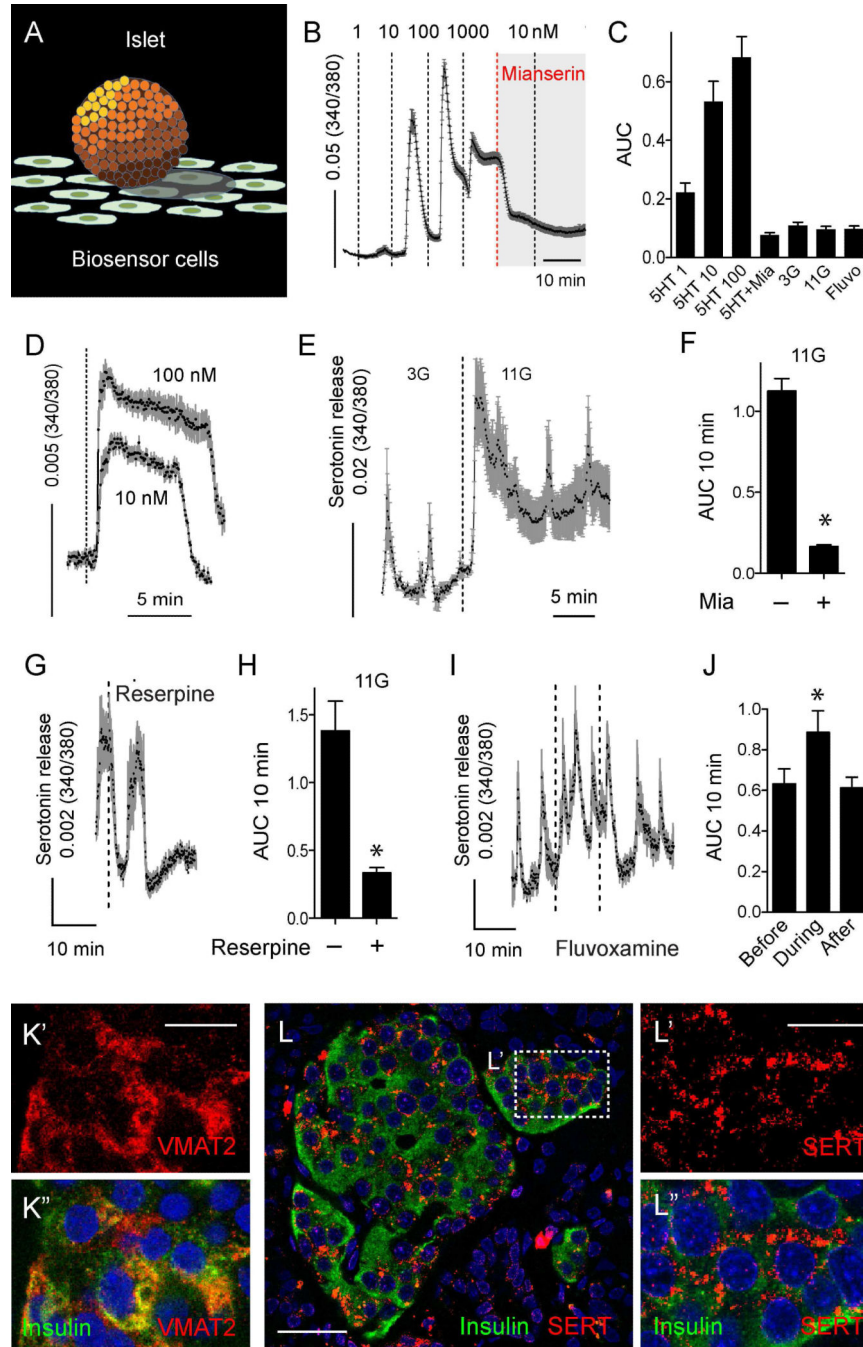 A
Islet
Biosensor cells
B
1 10 100 1000 10 nM
Mianserin
0.05 (340/380)
10 min
C
AUC
0.6
0.4
0.2
0.0
5HT 1
5HT 10
5HT 100
5HT+Mia
3G
11G
Fluvo
D
0.005 (340/380)
100 nM
10 nM
5 min
E
Serotonin release
0.02 (340/380)
3G 11G
5 min
F
11G
AUC 10 min
1.0
0.5
0.0
*
Mia – +
G
Reserpine
Serotonin release
0.002 (340/380)
10 min
H
11G
AUC 10 min
1.5
1.0
0.5
0.0
*
Reserpine – +
I
Serotonin release
0.002 (340/380)
10 min
Fluvoxamine
J
AUC 10 min
1.0
0.8
0.6
0.4
0.2
0.0
*
Before
During
After
K'
VMAT2
K"
Insulin VMAT2
L
L'
Insulin SERT
L'
SERT
L"
Insulin SERT